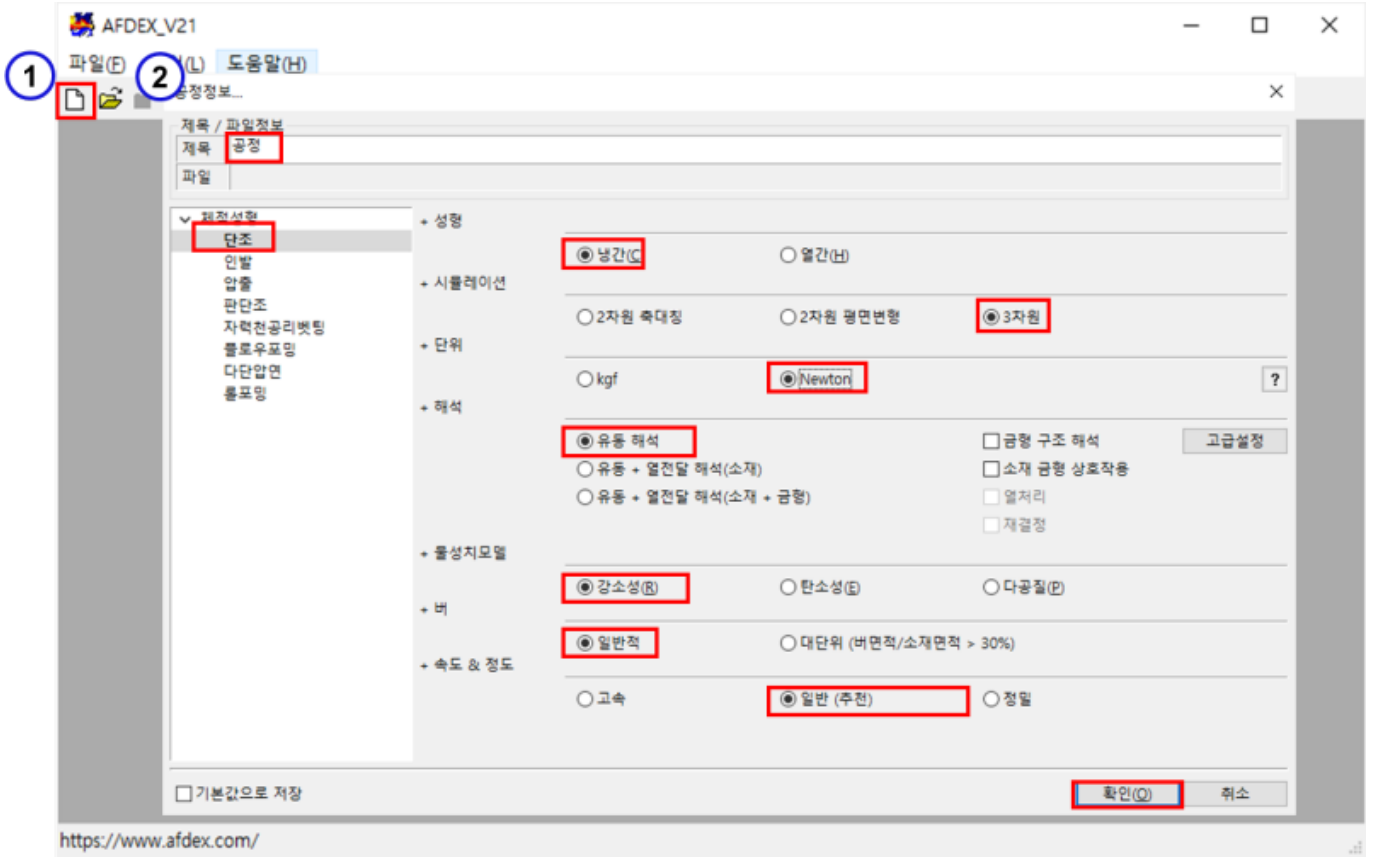 AFDEX_V21
1
파일(F)
(L) 도움말(H)
2
공정정보...
제목 / 파일정보
제목 공정
파일
체적성형
단조
인발
압출
판단조
자력천공리벳팅
플로우포밍
다단압연
롤포밍
+ 성형
냉간(C
열간(H)
+ 시뮬레이션
2차원 축대칭
2차원 평면변형
3차원
+ 단위
kgf
Newton
?
+ 해석
유동 해석
금형 구조 해석
고급설정
유동 + 열전달 해석(소재)
소재 금형 상호작용
유동 + 열전달 해석(소재 + 금형)
열처리
재결정
+ 물성치모델
강소성(R)
탄소성(E)
다공질(P)
+ 버
일반적
대단위 (버면적/소재면적 > 30%)
+ 속도 & 정도
고속
일반 (추천)
정밀
기본값으로 저장
확인(O)
취소
https://www.afdex.com/